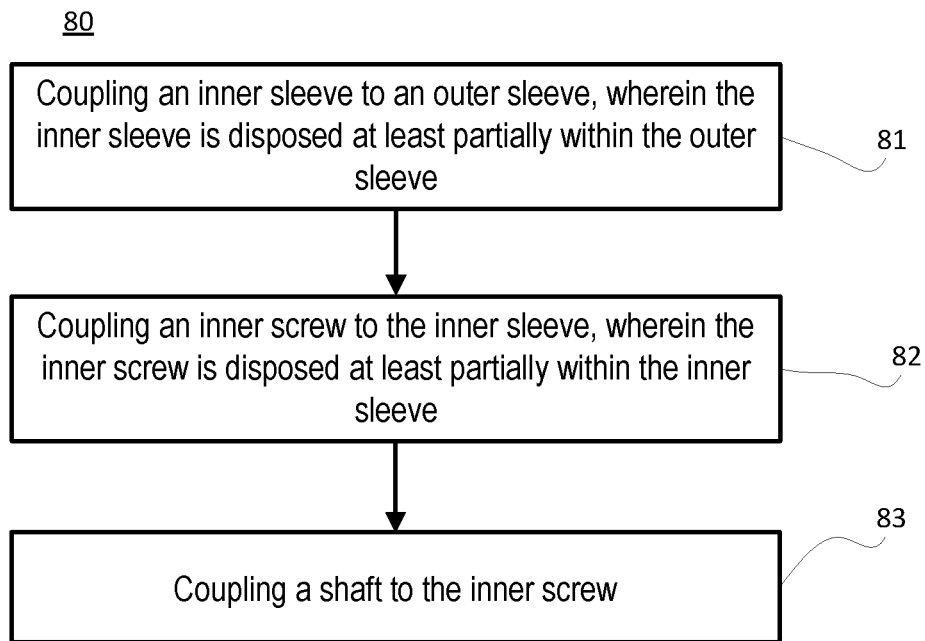 80
Coupling an inner sleeve to an outer sleeve, wherein the
inner sleeve is disposed at least partially within the outer
sleeve
81
Coupling an inner screw to the inner sleeve, wherein the
inner screw is disposed at least partially within the inner
sleeve
82
Coupling a shaft to the inner screw
83